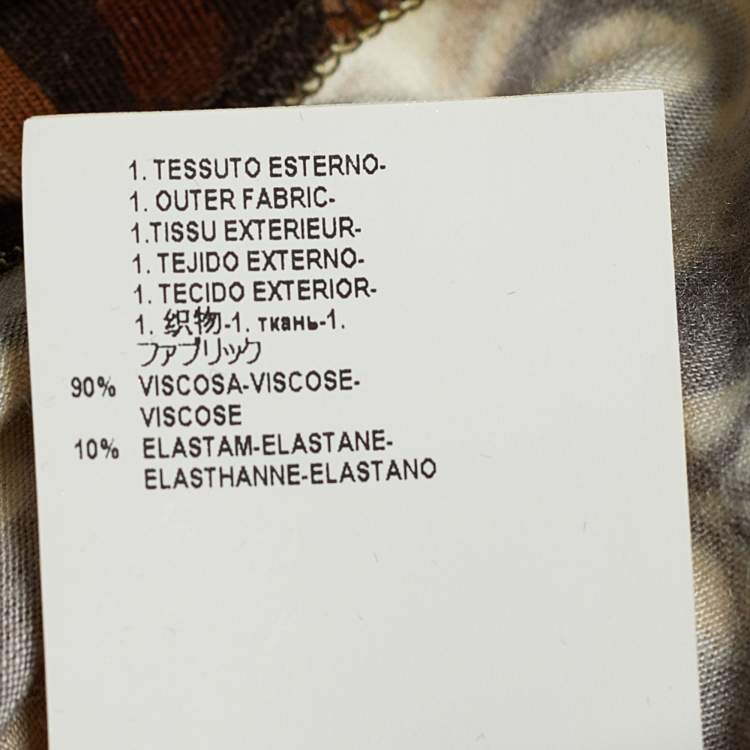 1. TESSUTO ESTERNO-
1. OUTER FABRIC-
1.TISSU EXTERIEUR-
1. TEJIDO EXTERNO-
1. TECIDO EXTERIOR-
1. 织物-1. ткань-1.
ファブリック
90% VISCOSA-VISCOSE-
VISCOSE
10% ELASTAM-ELASTANE-
ELASTHANNE-ELASTANO